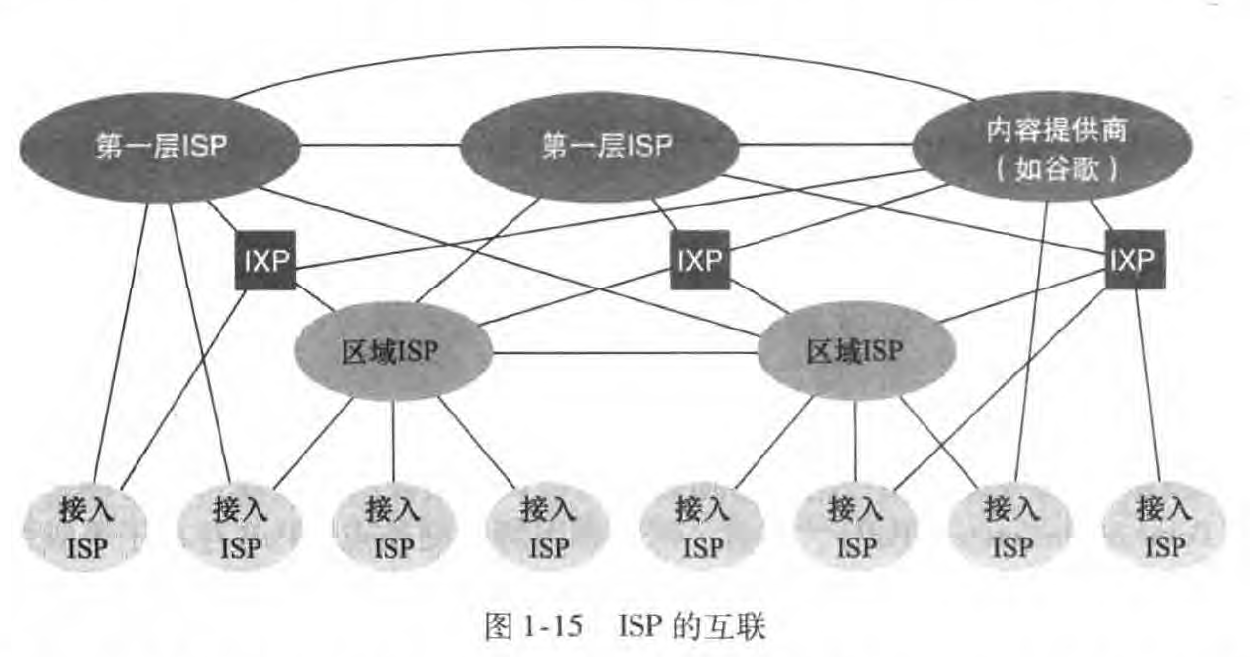 第一层ISP
第一层ISP
内容提供商
（如谷歌）
IXP
IXP
IXP
区域ISP
区域ISP
接入
ISP
接入
ISP
接入
ISP
接入
ISP
接入
ISP
接入
ISP
接入
ISP
接入
ISP
图 1-15 ISP 的互联